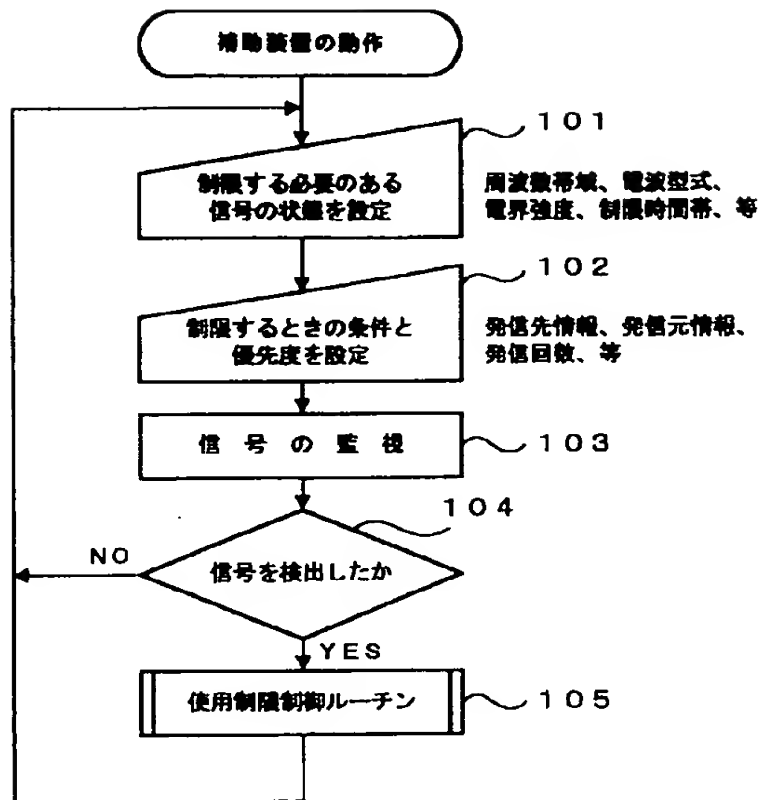 補助装置の動作
101
制限する必要のある
信号の状態を設定
周波数帯域、電波型式、
電界強度、制限時間帯、等
102
制限するときの条件と
優先度を設定
発信先情報、発信元情報、
発信回数、等
信号の監視
103
104
NO
信号を検出したか
YES
使用制限制御ルーチン
105